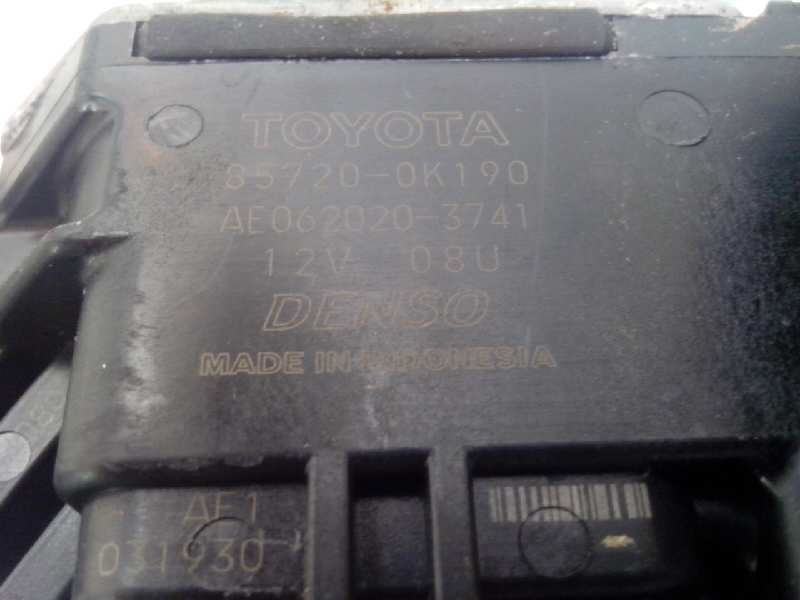 TOYOTA
85720-0K190
AE062020-3741
12V 08U
DENSO
MADE IN INDONESIA
AE1
031930